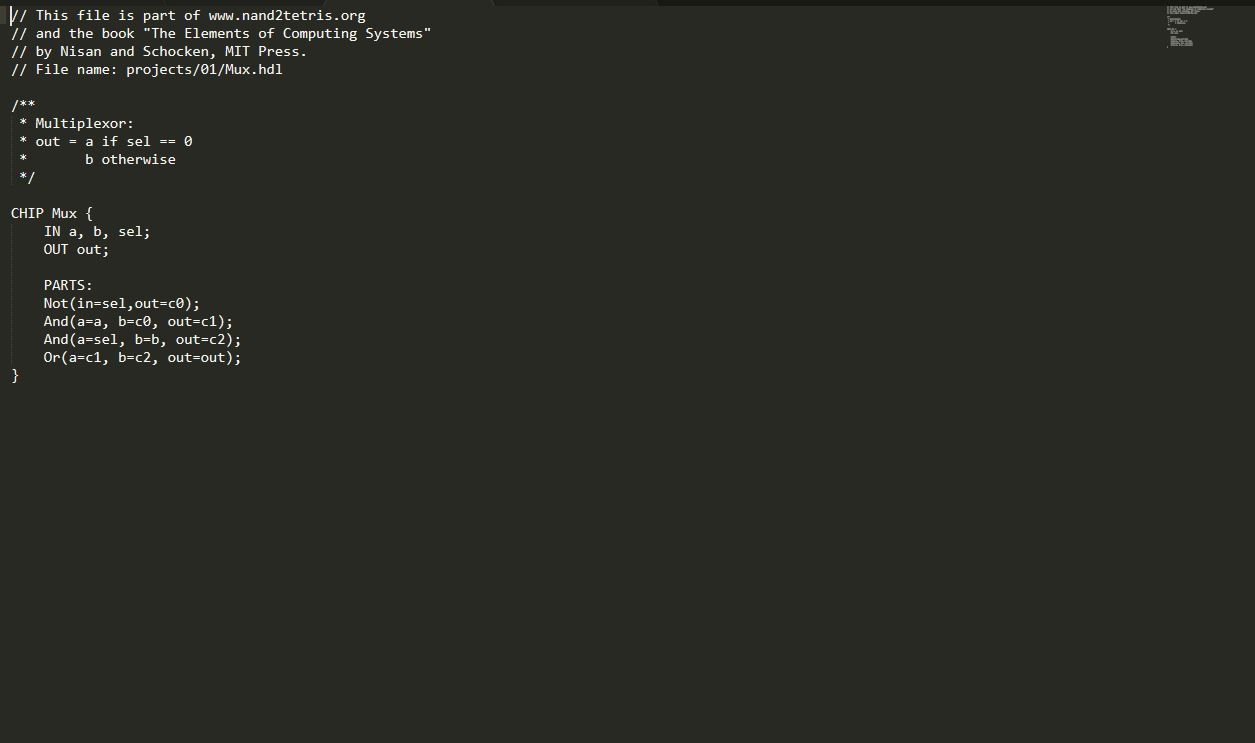 // This file is part of www.nand2tetris.org
// and the book "The Elements of Computing Systems"
// by Nisan and Schocken, MIT Press.
// File name: projects/01/Mux.hdl

/**
 * Multiplexor:
 * out = a if sel == 0
 *       b otherwise
 */

CHIP Mux {
    IN a, b, sel;
    OUT out;

    PARTS:
    Not(in=sel,out=c0);
    And(a=a, b=c0, out=c1);
    And(a=sel, b=b, out=c2);
    Or(a=c1, b=c2, out=out);
}